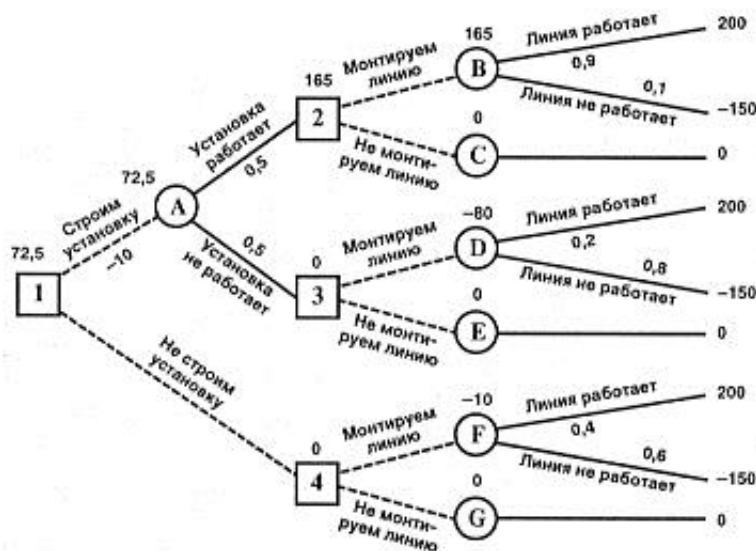 165
Монтируем
линию
165
B
Линия работает
200
0,9
0,1
Линия не работает
–150
2
Установка
работает
0,5
Не монти-
руем линию
0
C
0
72,5
A
Строим
установку
–10
72,5
1
0,5
Установка
не работает
0
3
Монтируем
линию
–80
D
Линия работает
200
0,2
0,8
Линия не работает
–150
Не монти-
руем линию
0
E
0
Не строим
установку
0
4
Монтируем
линию
–10
F
Линия работает
200
0,4
0,6
Линия не работает
–150
Не монти-
руем линию
0
G
0